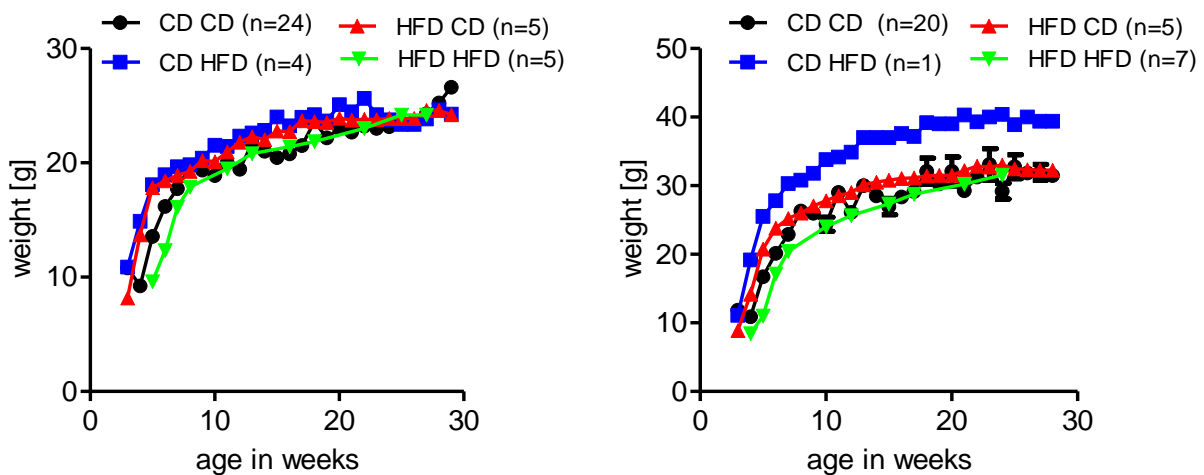 CD CD (n=24)
HFD CD (n=5)
CD HFD (n=4)
HFD HFD (n=5)
30
20
10
0
weight [g]
0
10
20
30
age in weeks
CD CD (n=20)
HFD CD (n=5)
CD HFD (n=1)
HFD HFD (n=7)
50
40
30
20
10
0
weight [g]
0
10
20
30
age in weeks